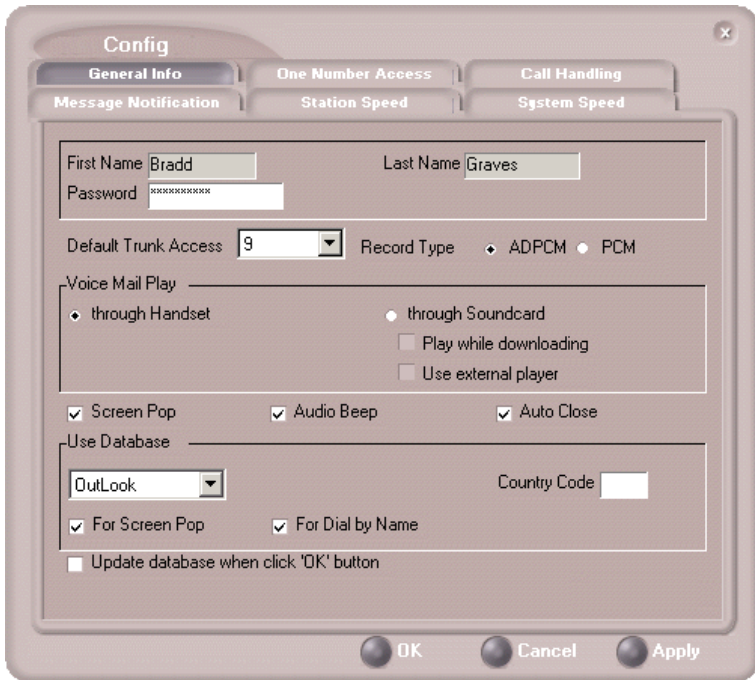 Config
General Info One Number Access Call Handling
Message Notification Station Speed System Speed
First Name Bradd Last Name Graves
Password **********
Default Trunk Access 9 Record Type ADPCM PCM
Voice Mail Play
through Handset through Soundcard
Play while downloading
Use external player
Screen Pop Audio Beep Auto Close
Use Database
OutLook Country Code
For Screen Pop For Dial by Name
Update database when click 'OK' button
OK Cancel Apply